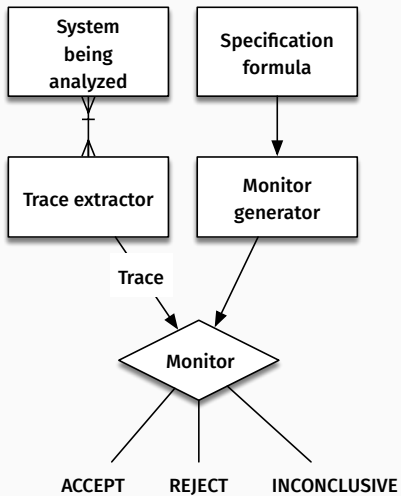 System
being
analyzed
Specification
formula
Trace extractor
Monitor
generator
Trace
Monitor
ACCEPT
REJECT
INCONCLUSIVE